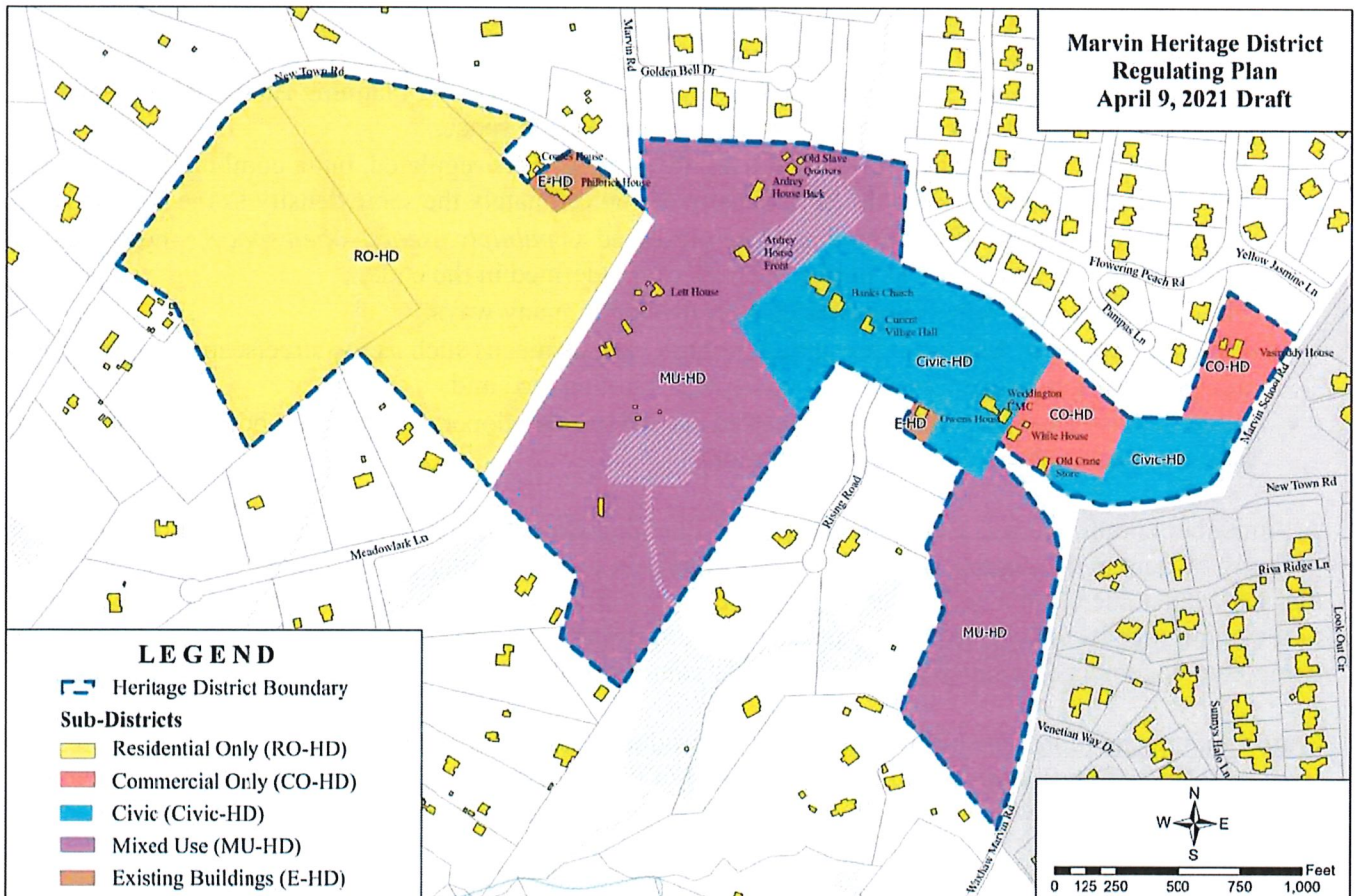 Marvin Heritage District
Regulating Plan
April 9, 2021 Draft
New Town Rd
Marvin Rd
Golden Bell Dr
Old Slave
Quarters
Ardrey
House Back
E-HD
Philbrick House
RO-HD
Ardrey
House
Front
Lett House
Banks Church
Current
Village Hall
Flowering Peach Rd
Yellow Jasmine Ln
Pampas Ln
MU-HD
Civic-HD
CO-HD
Marvin School Rd
Weddington
UMC
CO-HD
E-HD
Owens House
White House
Old Crane
Store
Civic-HD
New Town Rd
Rising Road
Meadowlark Ln
Riva Ridge Ln
Look Out Cir
MU-HD
Sunnys Halo Ln
Venetian Way Dr
Waxhaw Marvin Rd
LEGEND
Heritage District Boundary
Sub-Districts
Residential Only (RO-HD)
Commercial Only (CO-HD)
Civic (Civic-HD)
Mixed Use (MU-HD)
Existing Buildings (E-HD)
N
W E
S
Feet
0 125 250 500 750 1,000